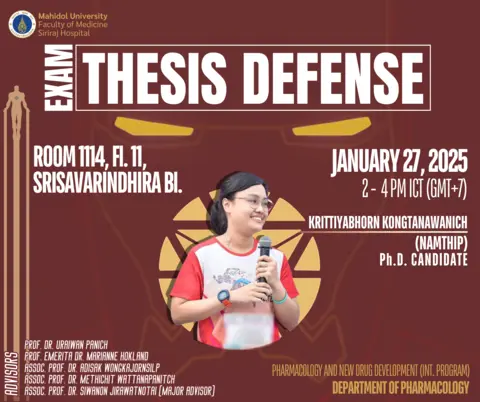 Mahidol University
Faculty of Medicine
Siriraj Hospital
EXAM
THESIS DEFENSE
ROOM 1114, Fl. 11,
SRISAVARINDHIRA Bl.
JANUARY 27, 2025
2 - 4 PM ICT (GMT+7)
KRITTIYABHORN KONGTANAWANICH
(NAMTHIP)
Ph.D. CANDIDATE
ADVISORS
PROF. DR. URAIWAN PANICH
PROF. EMERITA DR. MARIANNE HOKLAND
ASSOC. PROF. DR. ADISAK WONGKAJORNSILP
ASSOC. PROF. DR. METHICHIT WATTANAPANITCH
ASSOC. PROF. DR. SIWANON JIRAWATNOTAI (MAJOR ADVISOR)
PHARMACOLOGY AND NEW DRUG DEVELOPMENT (INT. PROGRAM)
DEPARTMENT OF PHARMACOLOGY